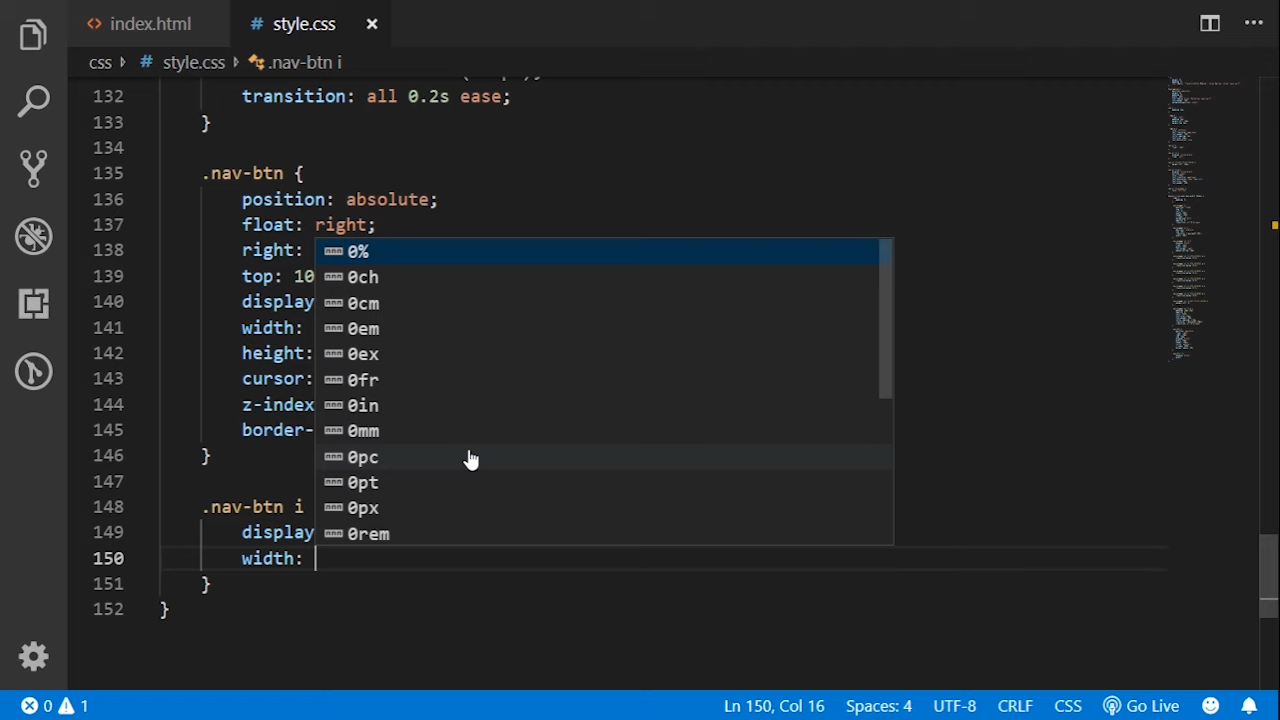 index.html
style.css
css
style.css
.nav-btn i
132 transition: all 0.2s ease;
133 }
134
135 .nav-btn {
136 position: absolute;
137 float: right;
138 right:
139 top: 10
140 display
141 width:
142 height:
143 cursor:
144 z-index
145 border-
146 }
147
148 .nav-btn i
149 display
150 width:
151 }
152 }
0%
0ch
0cm
0em
0ex
0fr
0in
0mm
0pc
0pt
0px
0rem
0 1 Ln 150, Col 16 Spaces: 4 UTF-8 CRLF CSS Go Live